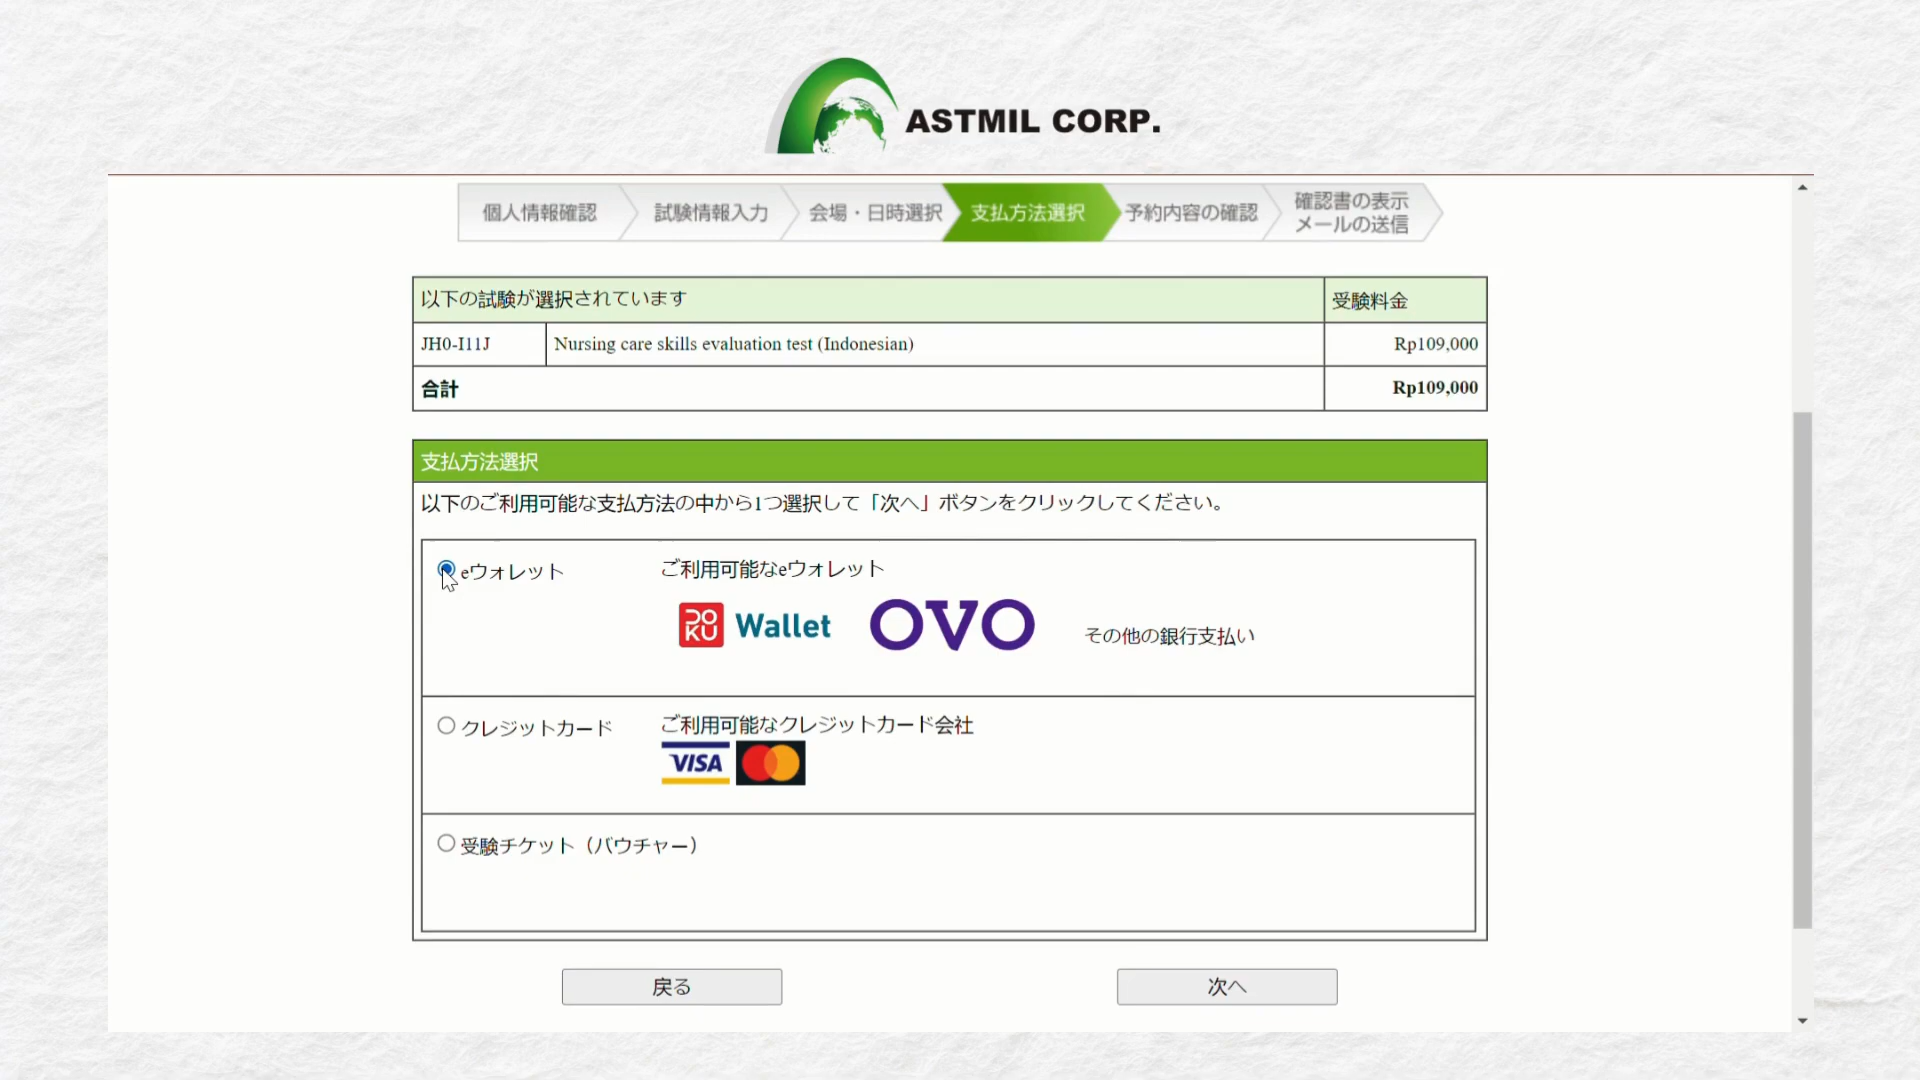 ASTMIL CORP.
個人情報確認
試験情報入力
会場・日時選択
支払方法選択
予約内容の確認
確認書の表示
メールの送信
以下の試験が選択されています 受験料金
JH0-I11J Nursing care skills evaluation test (Indonesian) Rp109,000
合計 Rp109,000
支払方法選択
以下のご利用可能な支払方法の中から1つ選択して「次へ」ボタンをクリックしてください。
eウォレット ご利用可能なeウォレット
DOKU Wallet OVO その他の銀行支払い
クレジットカード ご利用可能なクレジットカード会社
VISA
受験チケット（バウチャー）
戻る 次へ